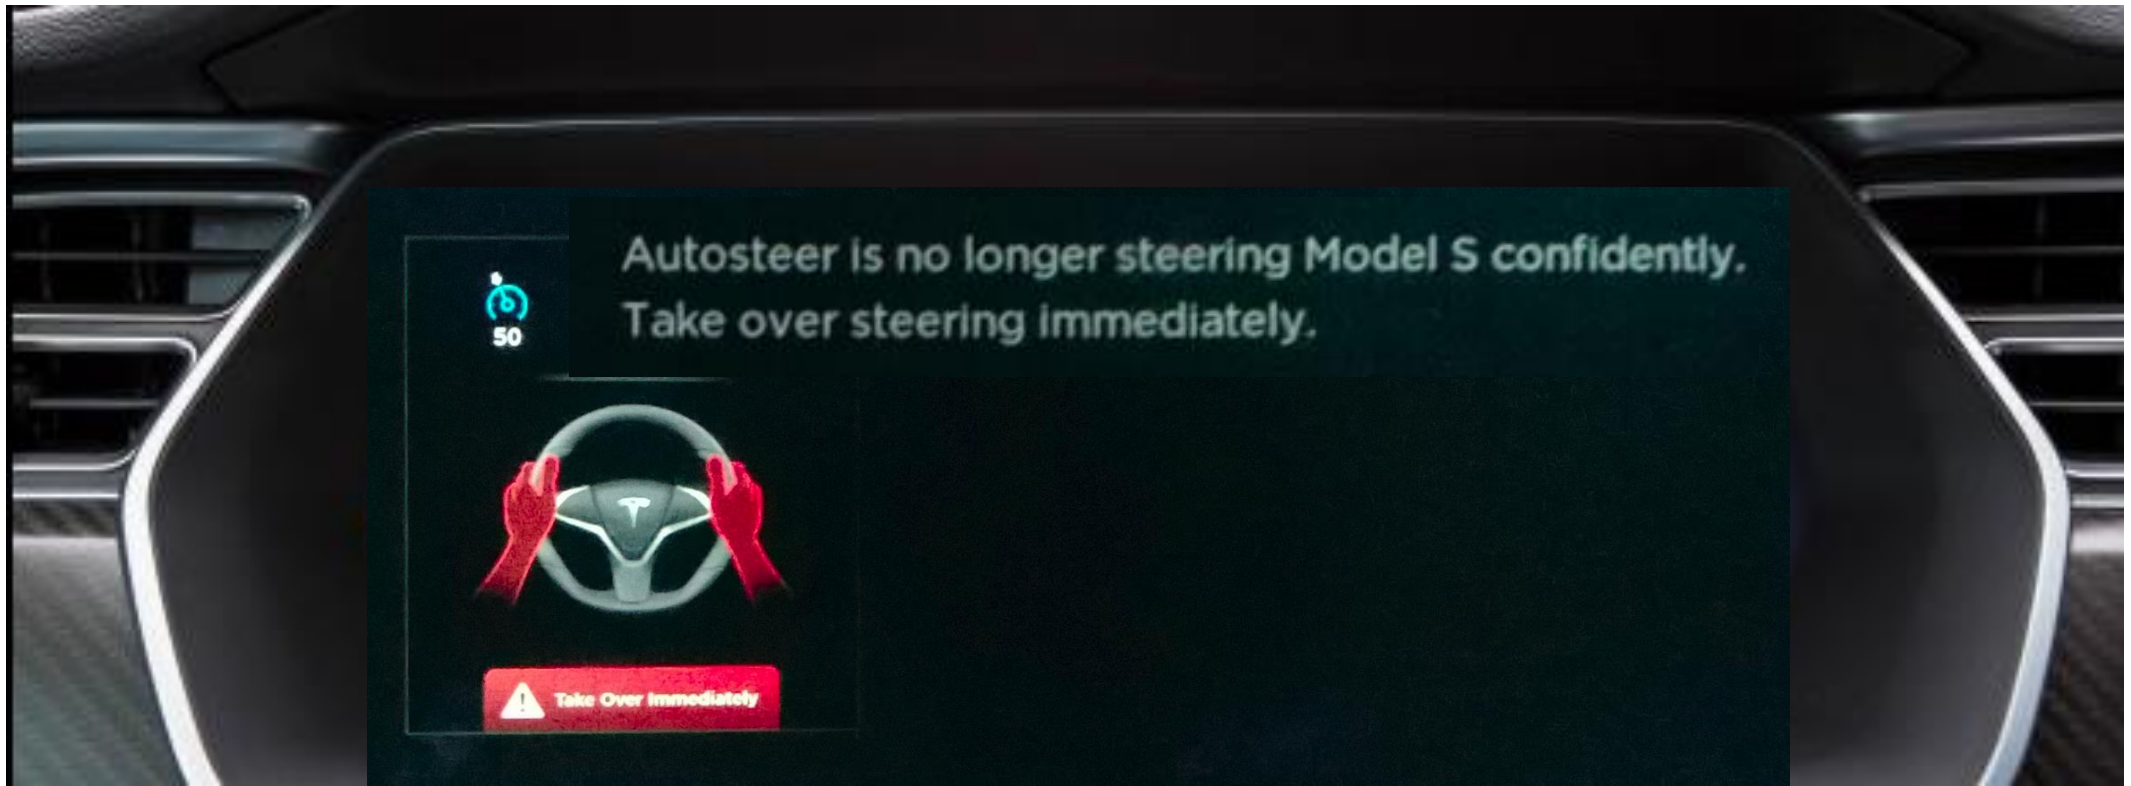 Autosteer is no longer steering Model S confidently.
Take over steering immediately.
50
Take Over Immediately